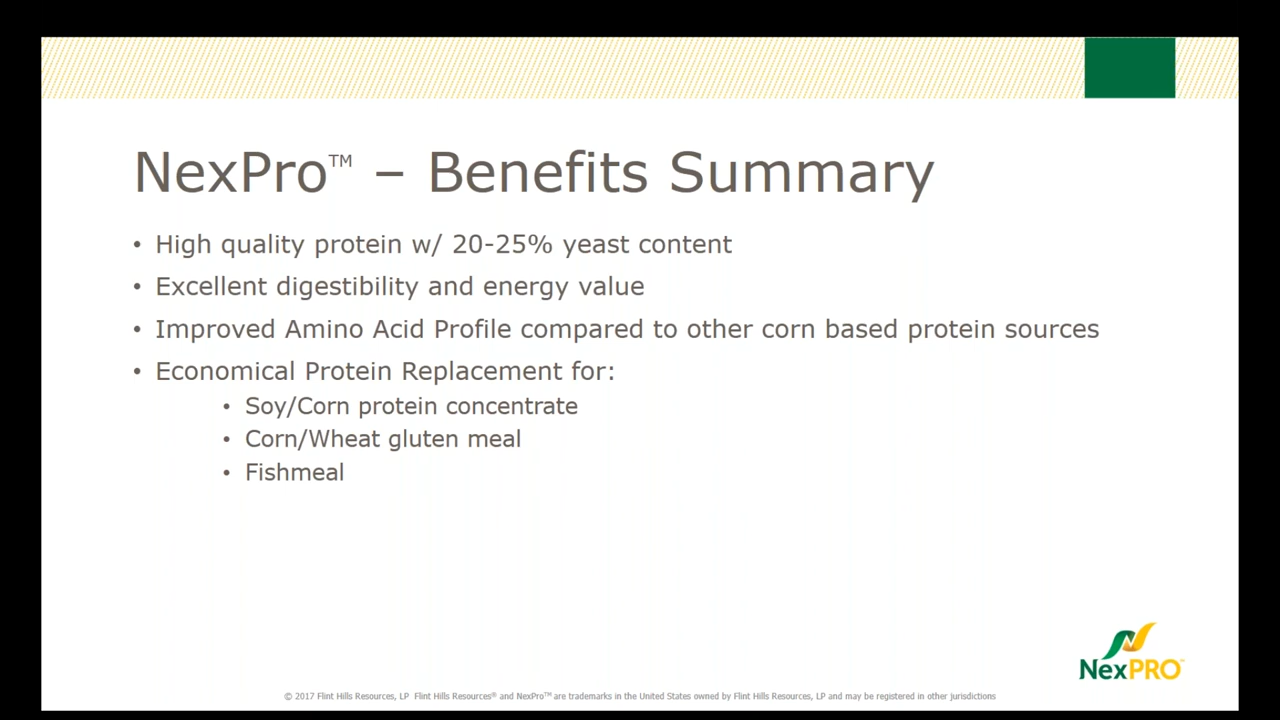 NexPro™ – Benefits Summary
• High quality protein w/ 20-25% yeast content
• Excellent digestibility and energy value
• Improved Amino Acid Profile compared to other corn based protein sources
• Economical Protein Replacement for:
• Soy/Corn protein concentrate
• Corn/Wheat gluten meal
• Fishmeal
NexPRO™
© 2017 Flint Hills Resources, LP Flint Hills Resources® and NexPro™ are trademarks in the United States owned by Flint Hills Resources, LP and may be registered in other jurisdictions